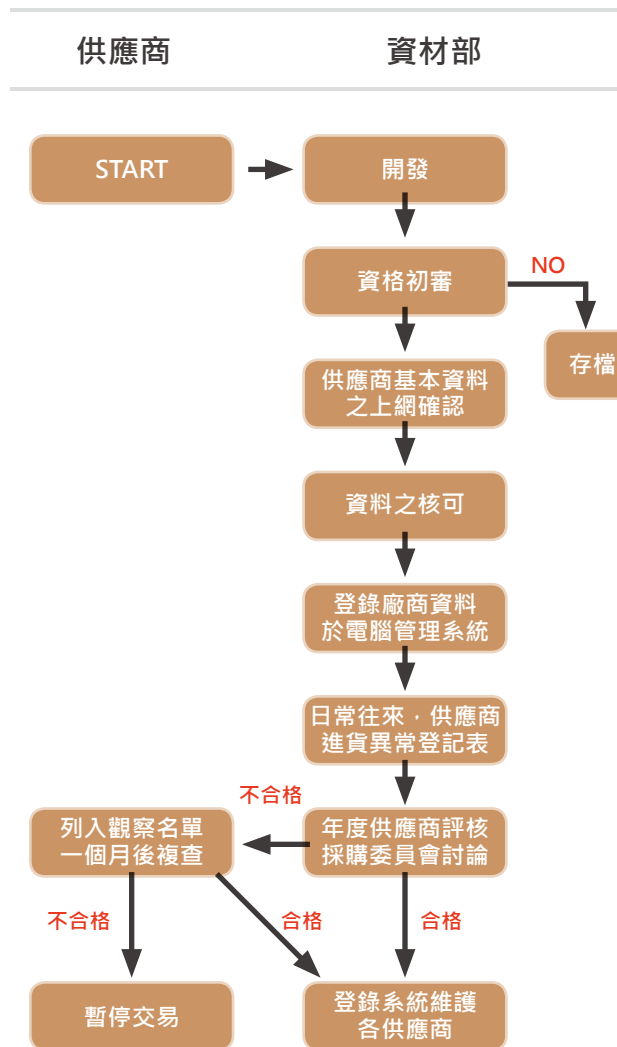 供應商
資材部
START
開發
資格初審
NO
存檔
供應商基本資料
之上網確認
資料之核可
登錄廠商資料
於電腦管理系統
日常往來，供應商
進貨異常登記表
不合格
列入觀察名單
一個月後複查
年度供應商評核
採購委員會討論
不合格
合格
合格
暫停交易
登錄系統維護
各供應商